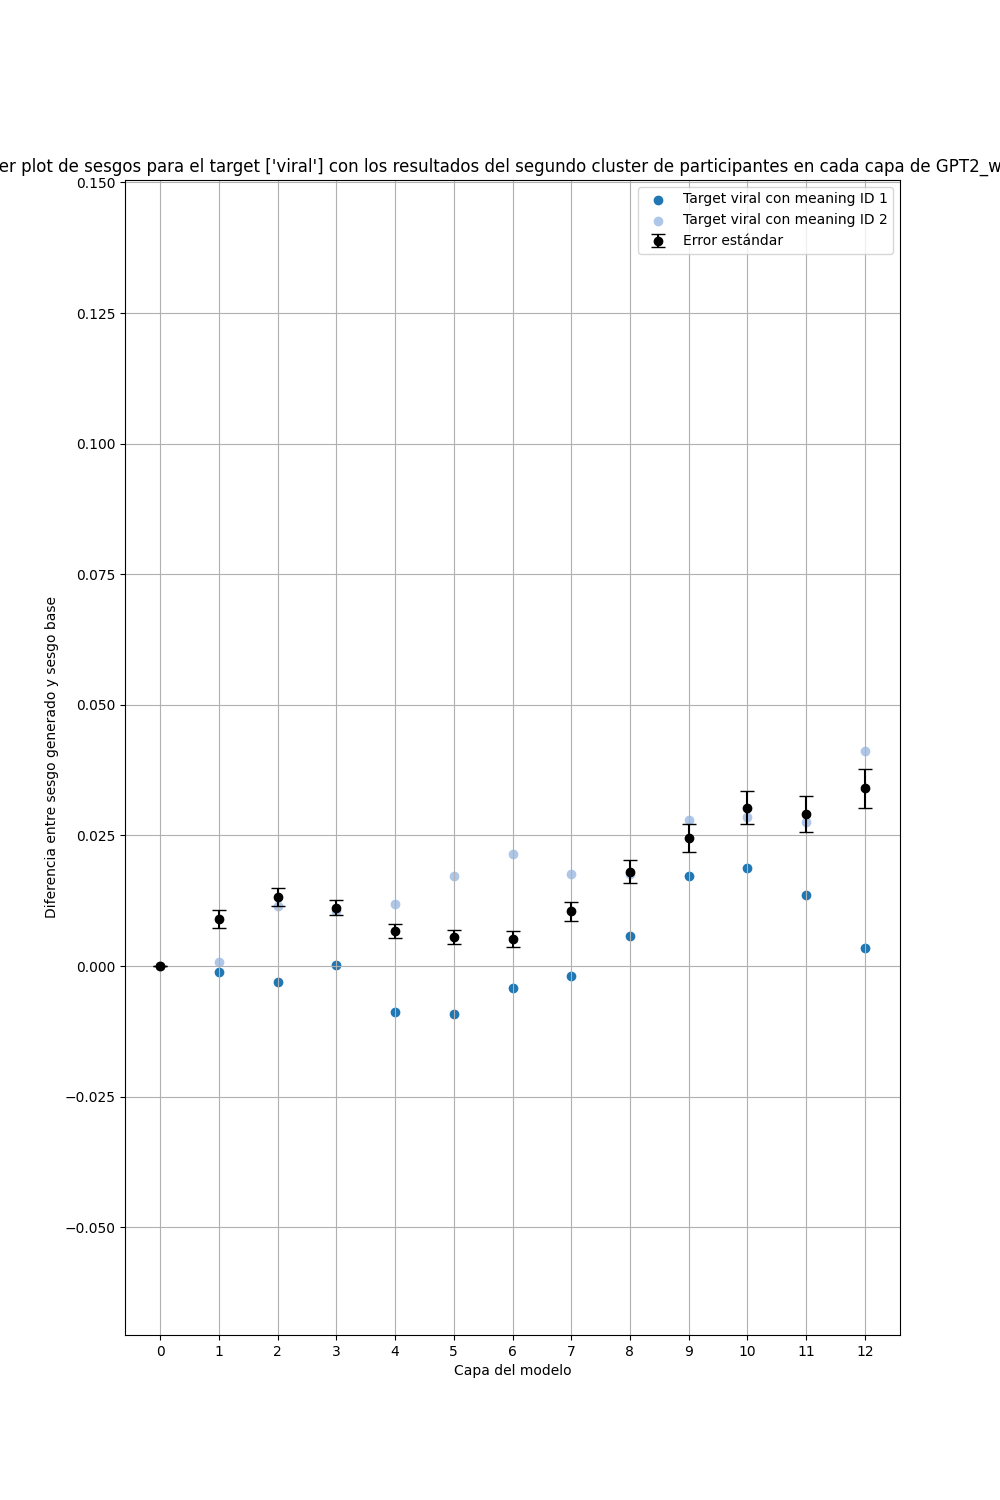 er plot de sesgos para el target ['viral'] con los resultados del segundo cluster de participantes en cada capa de GPT2_w
Target viral con meaning ID 1
Target viral con meaning ID 2
Error estándar
0.150
0.125
0.100
0.075
0.050
0.025
0.000
−0.025
−0.050
Diferencia entre sesgo generado y sesgo base
0 1 2 3 4 5 6 7 8 9 10 11 12
Capa del modelo